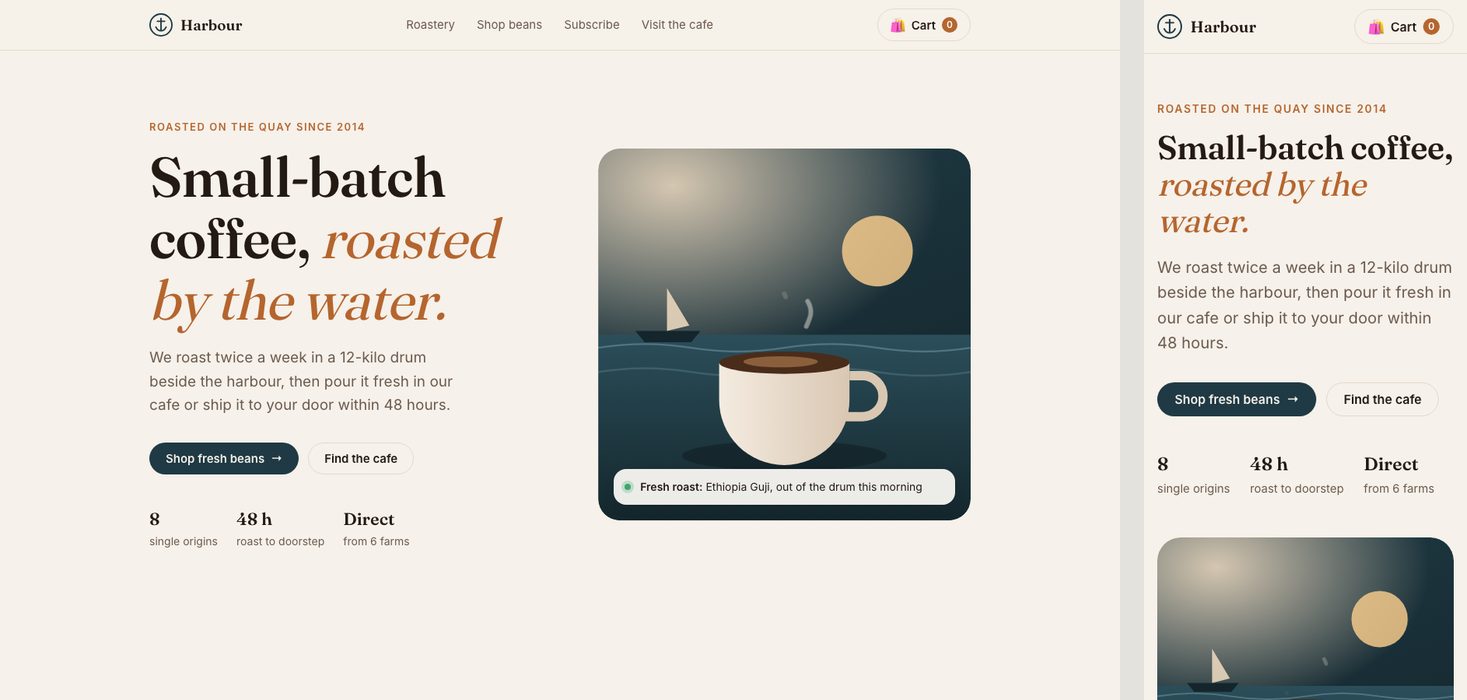 Harbour
Roastery
Shop beans
Subscribe
Visit the cafe
Cart 0
ROASTED ON THE QUAY SINCE 2014
Small-batch
coffee, roasted
by the water.
We roast twice a week in a 12-kilo drum
beside the harbour, then pour it fresh in our
cafe or ship it to your door within 48 hours.
Shop fresh beans →
Find the cafe
8
single origins
48 h
roast to doorstep
Direct
from 6 farms
Fresh roast: Ethiopia Guji, out of the drum this morning
Harbour
Cart 0
ROASTED ON THE QUAY SINCE 2014
Small-batch coffee,
roasted by the
water.
We roast twice a week in a 12-kilo drum
beside the harbour, then pour it fresh in
our cafe or ship it to your door within
48 hours.
Shop fresh beans →
Find the cafe
8
single origins
48 h
roast to doorstep
Direct
from 6 farms